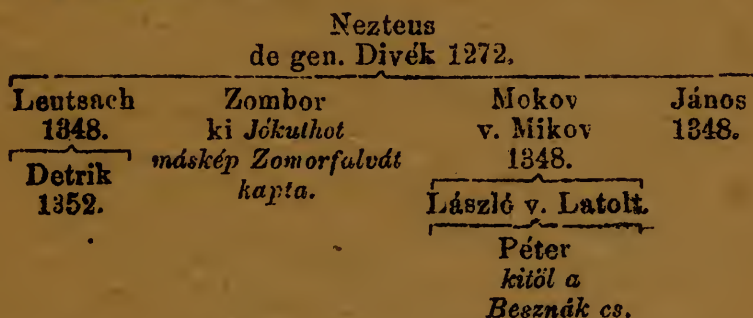 Nezteus
de gen. Divék 1272.
Leutsach Zombor Mokov János
1348. ki Jókuthot v. Mikov 1348.
máskép Zomorfalvát 1348.
Detrik kapta. László v. Latolt.
1352.
Péter
kitöl a
Besznák cs.